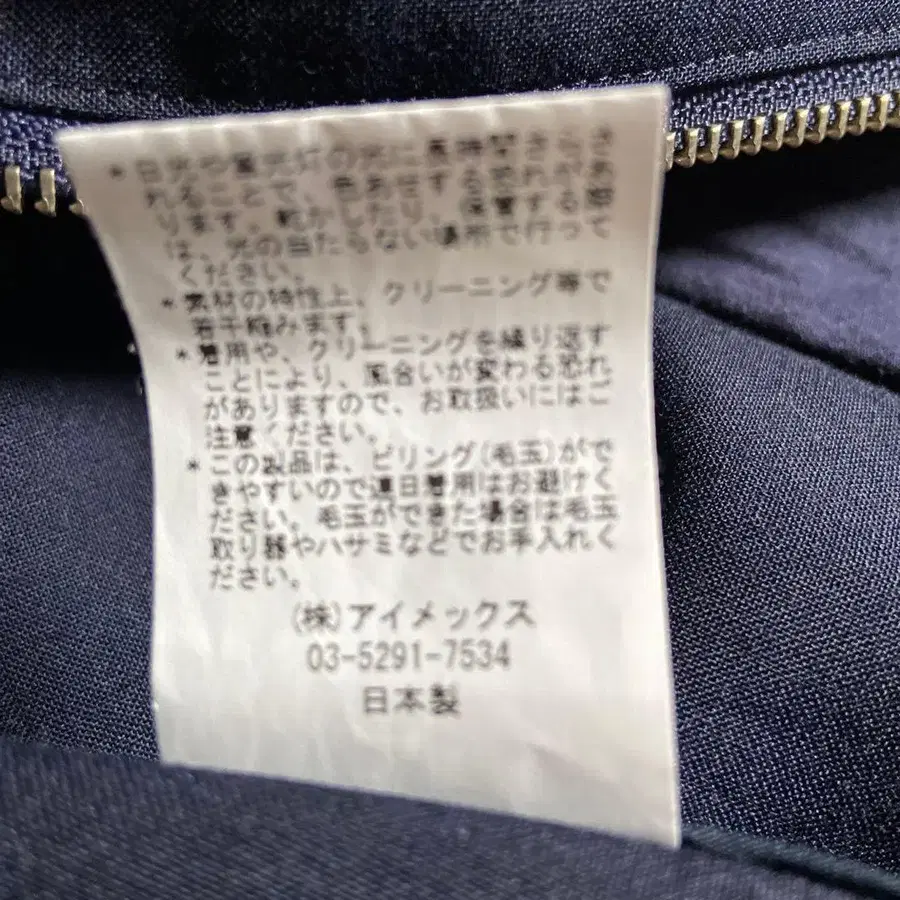 * 日光や蛍光灯の光に長時間さらさ
れることで、色あせする恐れがあ
ります。乾かしたり、保管する際
は、光の当たらない場所で行って
ください。
* 素材の特性上、クリーニング等で
若干縮みます。
* 着用や、クリーニングを繰り返す
ことにより、風合いが変わる恐れ
がありますので、お取扱いにはご
注意ください。
* この製品は、ピリング(毛玉)がで
きやすいので連日着用はお避けく
ださい。毛玉ができた場合は毛玉
取り器やハサミなどでお手入れく
ださい。
(株)アイメックス
03-5291-7534
日本製